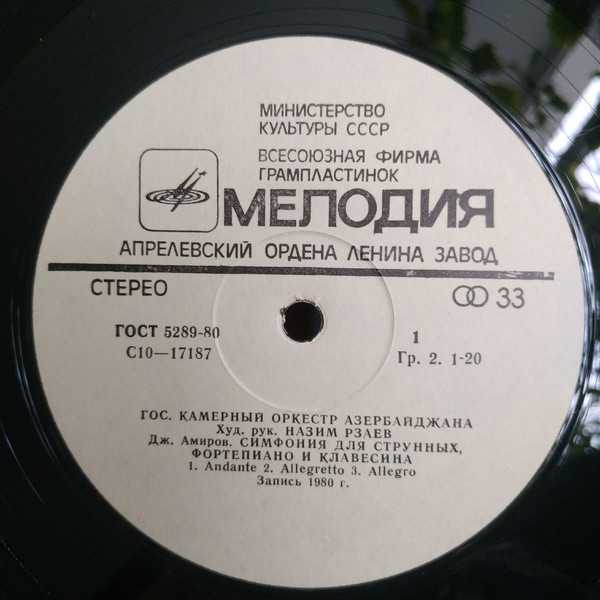 МИНИСТЕРСТВО
КУЛЬТУРЫ СССР
ВСЕСОЮЗНАЯ ФИРМА
ГРАМПЛАСТИНОК
МЕЛОДИЯ
АПРЕЛЕВСКИЙ ОРДЕНА ЛЕНИНА ЗАВОД
СТЕРЕО 33
ГОСТ 5289-80 1
С10—17187 Гр. 2. 1-20
ГОС. КАМЕРНЫЙ ОРКЕСТР АЗЕРБАЙДЖАНА
Худ. рук. НАЗИМ РЗАЕВ
Дж. Амиров. СИМФОНИЯ ДЛЯ СТРУННЫХ,
ФОРТЕПИАНО И КЛАВЕСИНА
1. Andante 2. Allegretto 3. Allegro
Запись 1980 г.